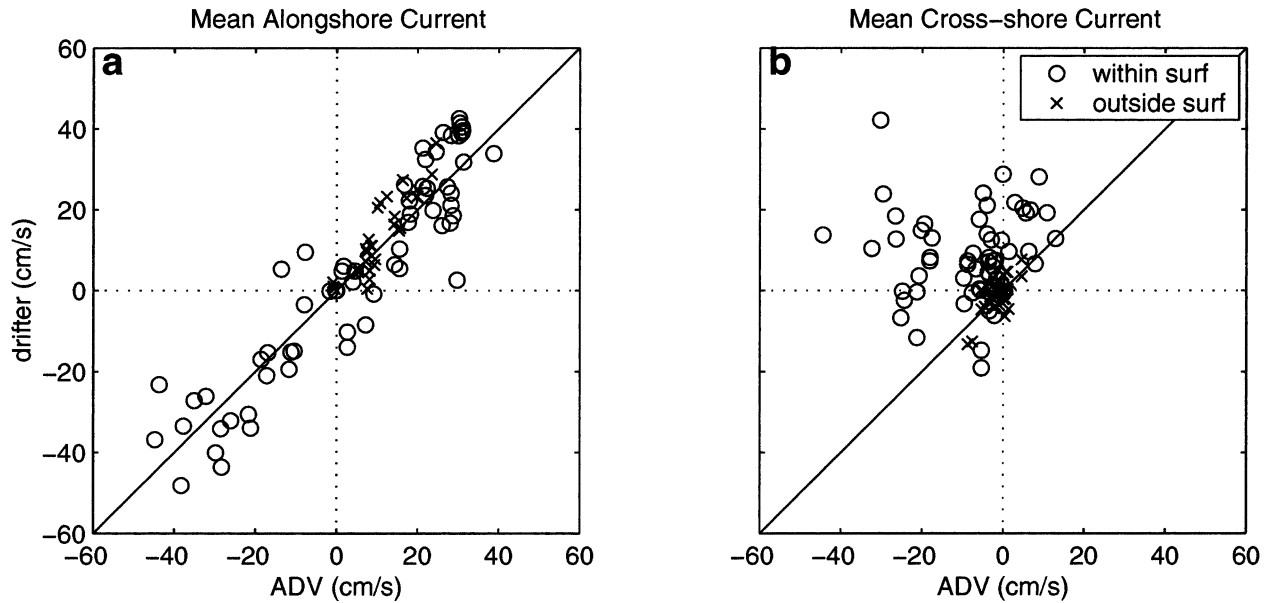 Mean Alongshore Current
a
60
40
20
0
−20
−40
−60
drifter (cm/s)
−60 −40 −20 0 20 40 60
ADV (cm/s)
Mean Cross−shore Current
b
within surf
outside surf
−60 −40 −20 0 20 40 60
ADV (cm/s)